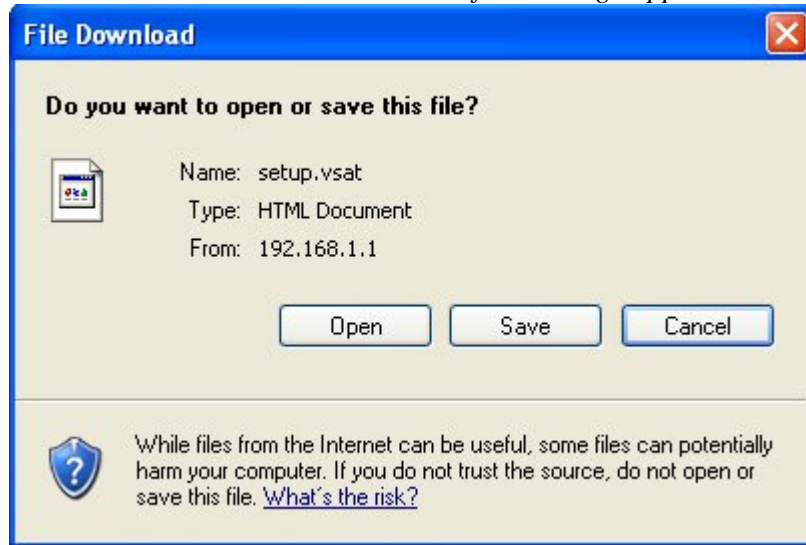 File Download
Do you want to open or save this file?
Name: setup.vsat
Type: HTML Document
From: 192.168.1.1
Open Save Cancel
While files from the Internet can be useful, some files can potentially
harm your computer. If you do not trust the source, do not open or
save this file. What's the risk?